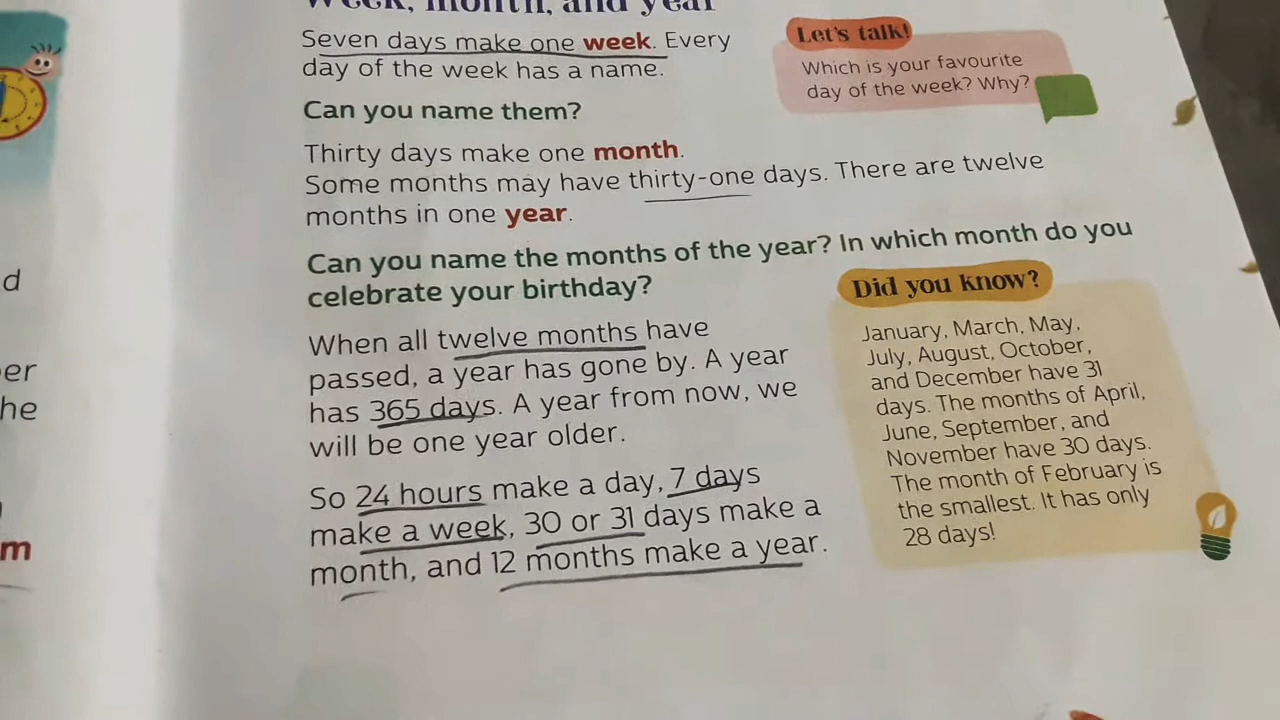 Week, month, and year
Seven days make one week. Every
day of the week has a name.
Can you name them?
Thirty days make one month.
Some months may have thirty-one days. There are twelve
months in one year.
Can you name the months of the year? In which month do you
celebrate your birthday?
When all twelve months have
passed, a year has gone by. A year
has 365 days. A year from now, we
will be one year older.
So 24 hours make a day, 7 days
make a week, 30 or 31 days make a
month, and 12 months make a year.
Let's talk!
Which is your favourite
day of the week? Why?
Did you know?
January, March, May,
July, August, October,
and December have 31
days. The months of April,
June, September, and
November have 30 days.
The month of February is
the smallest. It has only
28 days!